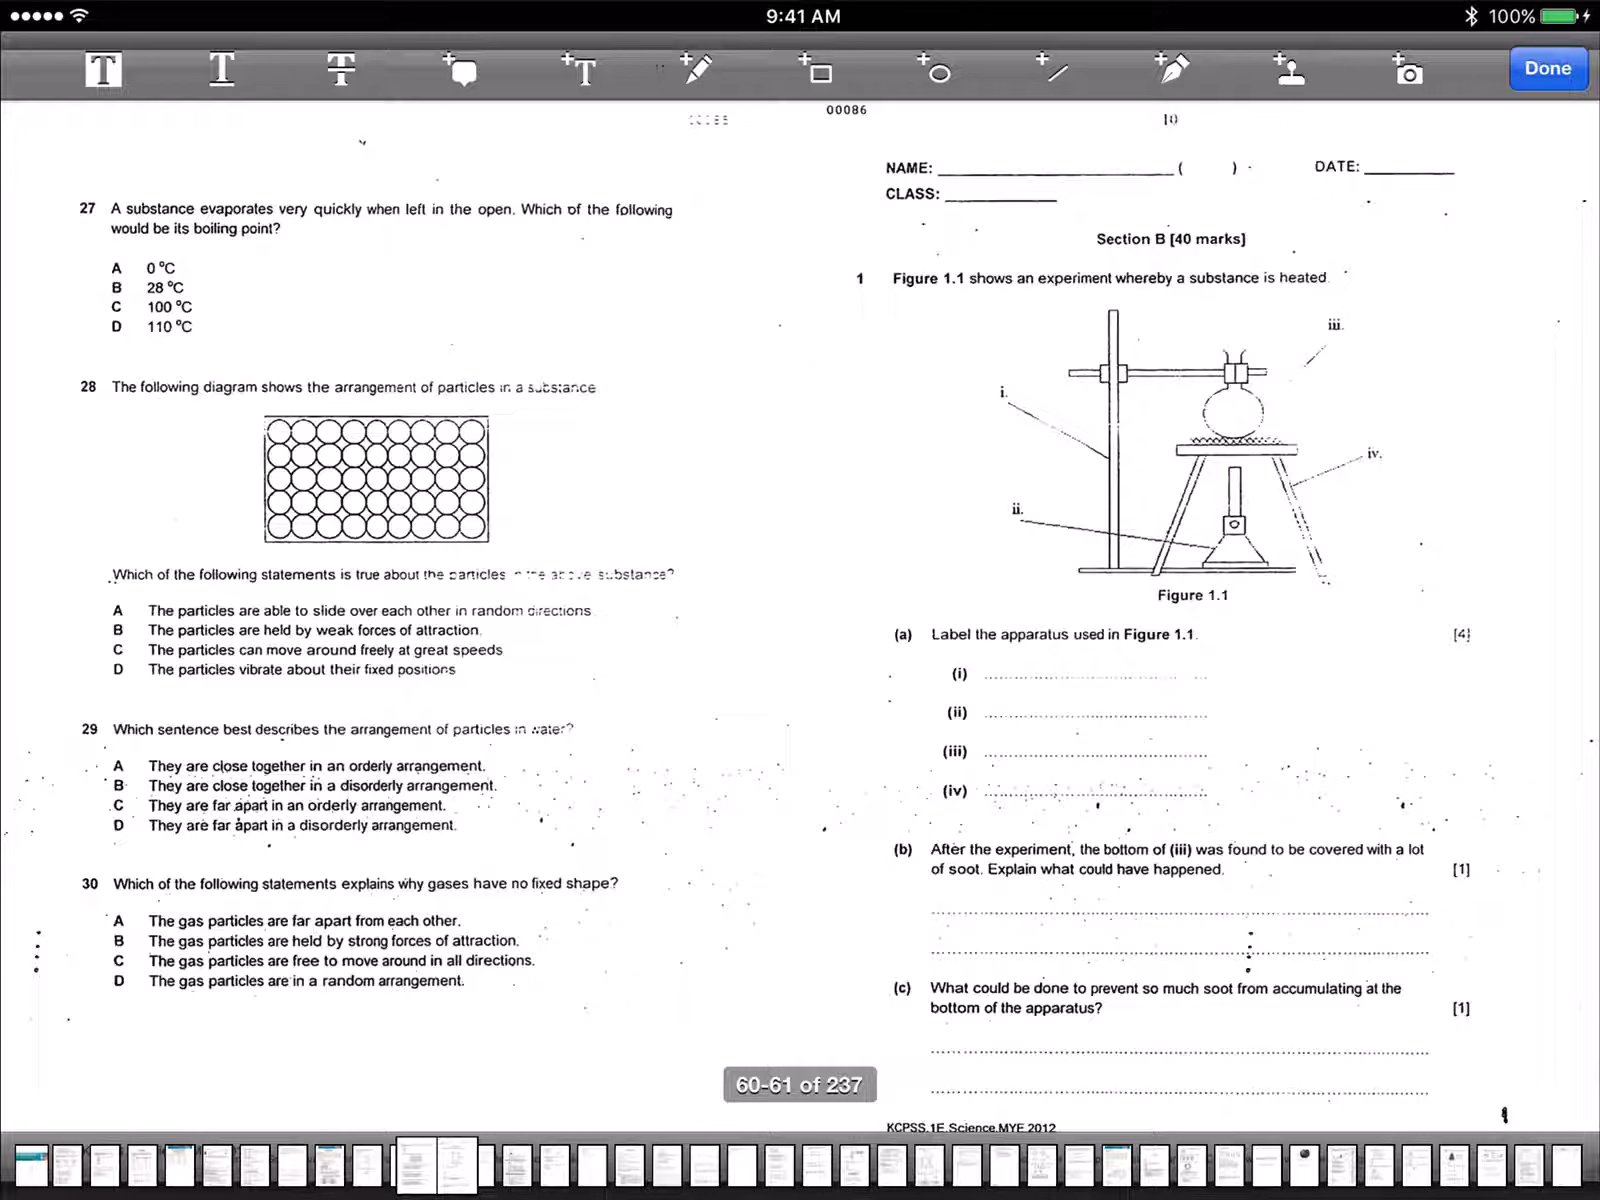 9:41 AM
100%
Done
00086
10
27 A substance evaporates very quickly when left in the open. Which of the following
would be its boiling point?
A 0 °C
B 28 °C
C 100 °C
D 110 °C
28 The following diagram shows the arrangement of particles in a substance
Which of the following statements is true about the particles in the above substance?
A The particles are able to slide over each other in random directions
B The particles are held by weak forces of attraction.
C The particles can move around freely at great speeds
D The particles vibrate about their fixed positions
29 Which sentence best describes the arrangement of particles in water?
A They are close together in an orderly arrangement.
B They are close together in a disorderly arrangement.
C They are far apart in an orderly arrangement.
D They are far apart in a disorderly arrangement.
30 Which of the following statements explains why gases have no fixed shape?
A The gas particles are far apart from each other.
B The gas particles are held by strong forces of attraction.
C The gas particles are free to move around in all directions.
D The gas particles are in a random arrangement.
NAME: ( ) DATE:
CLASS:
Section B [40 marks]
1 Figure 1.1 shows an experiment whereby a substance is heated
iii.
i.
iv.
ii.
Figure 1.1
(a) Label the apparatus used in Figure 1.1. [4]
(i)
(ii)
(iii)
(iv)
(b) After the experiment, the bottom of (iii) was found to be covered with a lot
of soot. Explain what could have happened. [1]
(c) What could be done to prevent so much soot from accumulating at the
bottom of the apparatus? [1]
KCPSS.1E.Science.MYE 2012
60-61 of 237